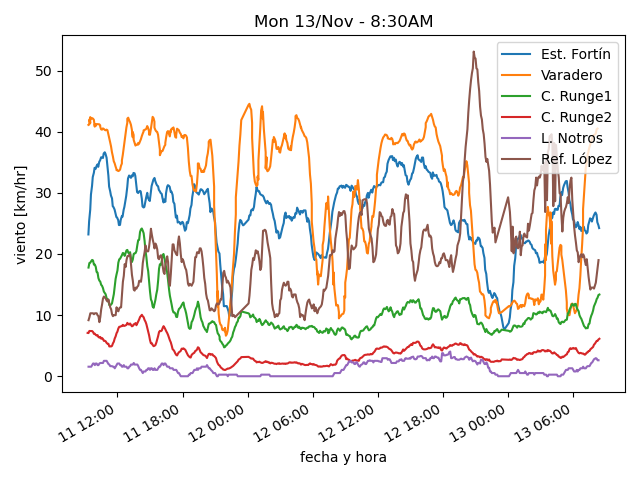 Mon 13/Nov - 8:30AM
Est. Fortín
Varadero
C. Runge1
C. Runge2
L. Notros
Ref. López
viento [km/hr]
50
40
30
20
10
0
11 12:00
11 18:00
12 00:00
12 06:00
12 12:00
12 18:00
13 00:00
13 06:00
fecha y hora